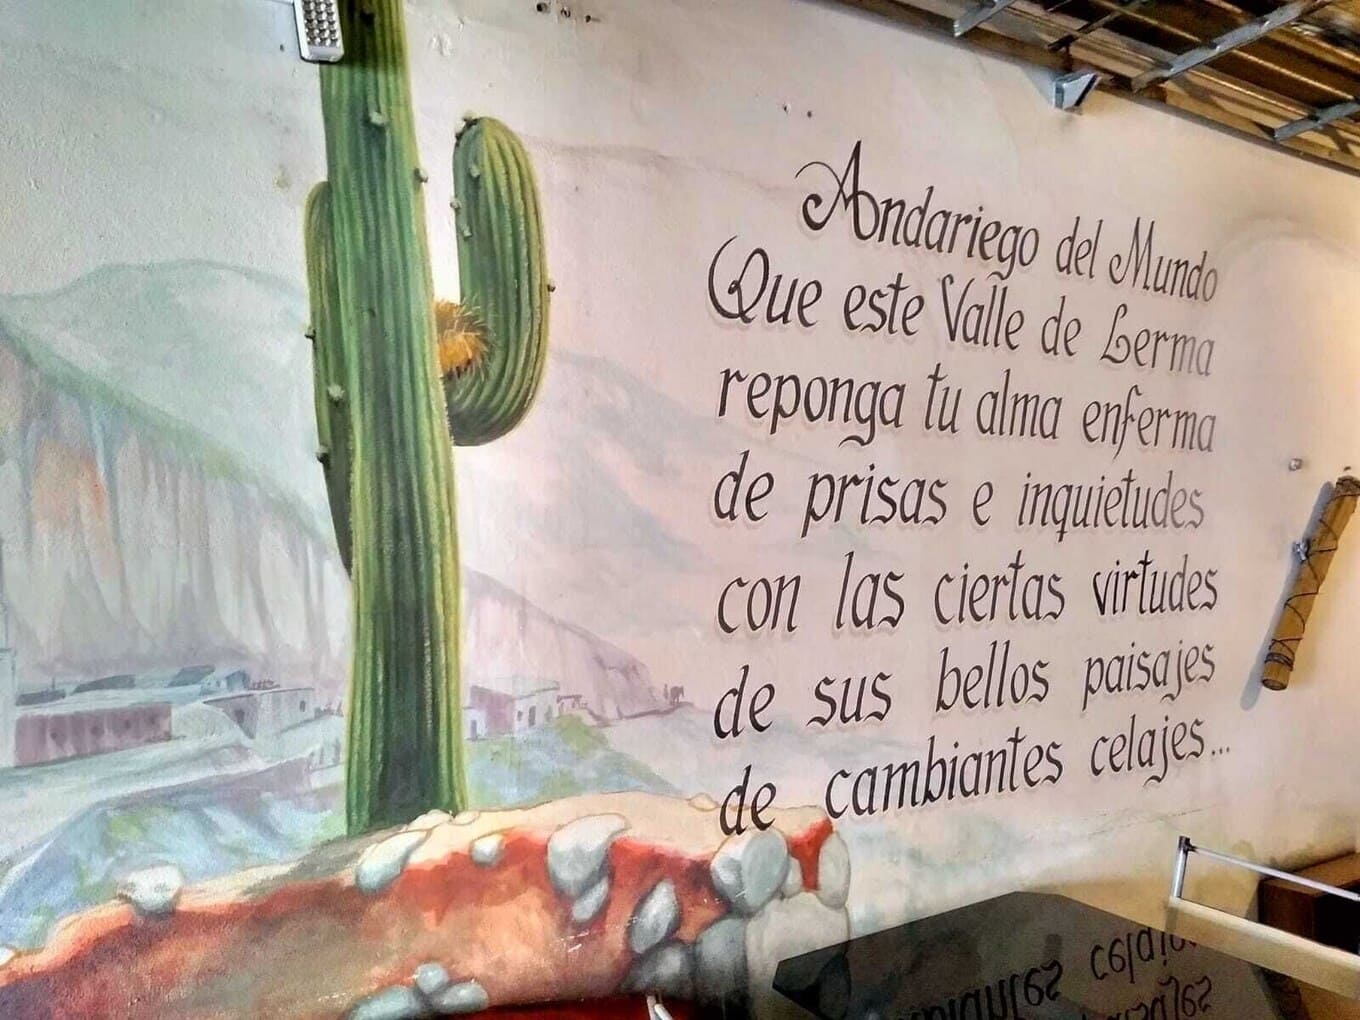 Andariego del Mundo
Que este Valle de Lerma
reponga tu alma enferma
de prisas e inquietudes
con las ciertas virtudes
de sus bellos paisajes
de cambiantes celajes...